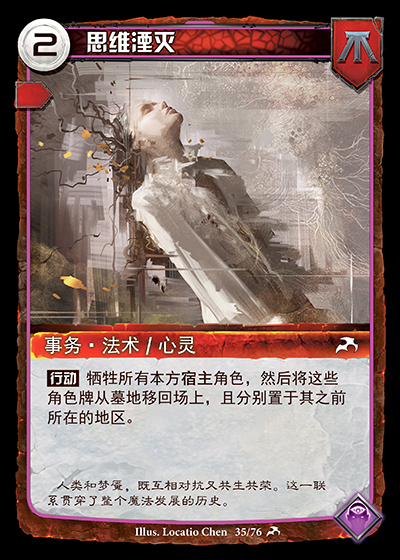 2
思维湮灭
事务·法术/心灵
行动 牺牲所有本方宿主角色，然后将这些
角色牌从墓地移回场上，且分别置于其之前
所在的地区。
人类和梦魇，既互相对抗又共生共荣。这一联
系贯穿了整个魔法发展的历史。
Illus. Locatio Chen 35/76